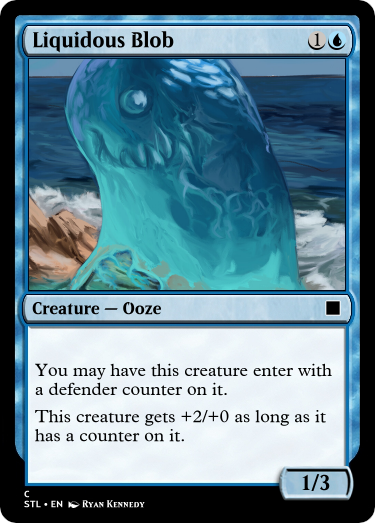 Liquidous Blob 1
Creature — Ooze
You may have this creature enter with
a defender counter on it.
This creature gets +2/+0 as long as it
has a counter on it.
1/3
C
STL • EN Ryan Kennedy